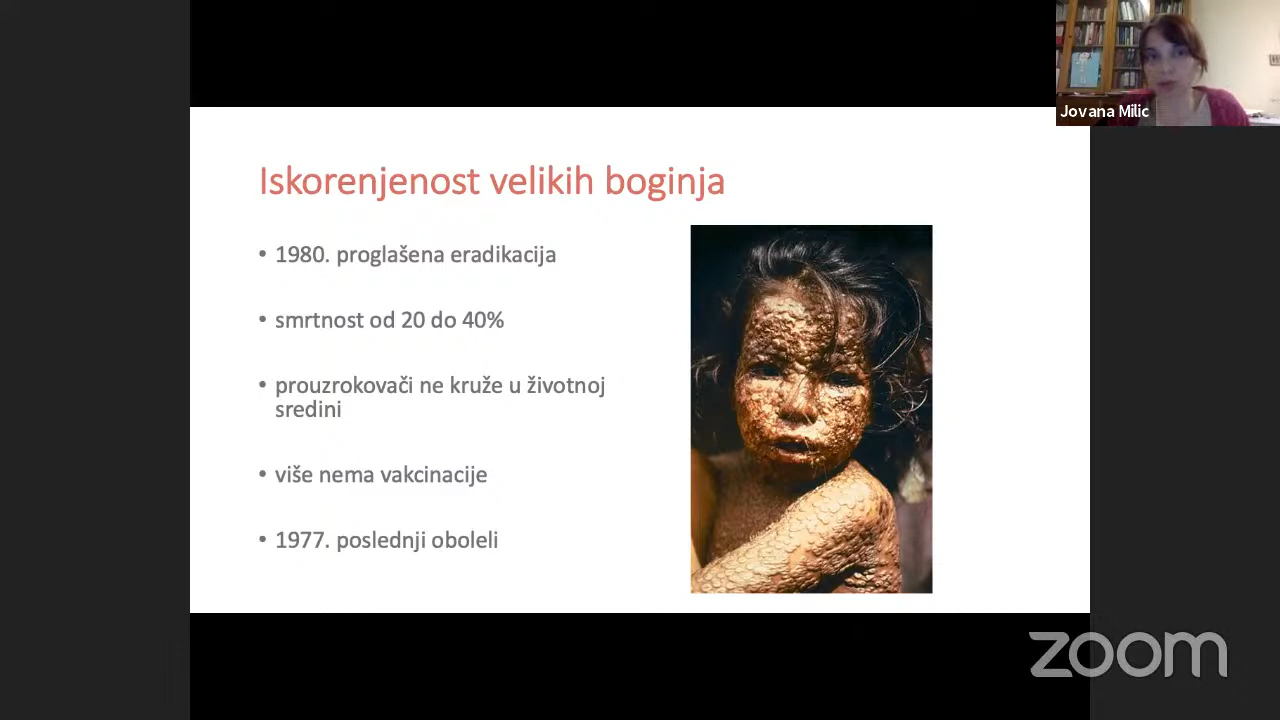 Jovana Milic
Iskorenjenost velikih boginja
• 1980. proglašena eradikacija
• smrtnost od 20 do 40%
• prouzrokovači ne kruže u životnoj
sredini
• više nema vakcinacije
• 1977. poslednji oboleli
zoom